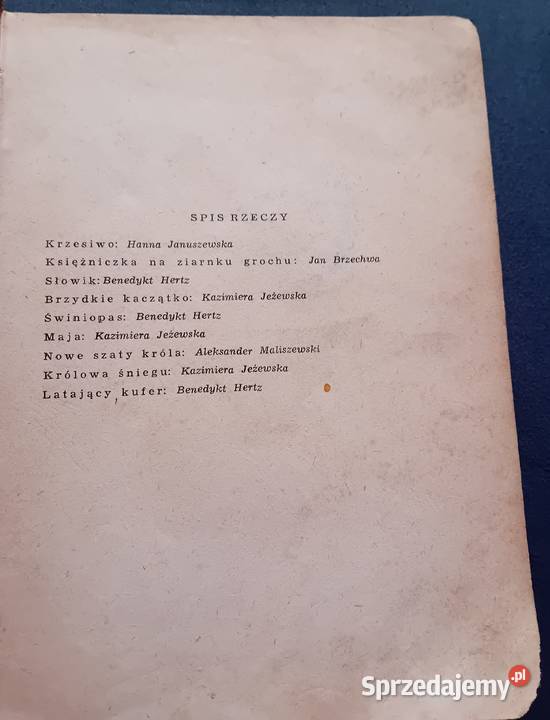 SPIS RZECZY
Krzesiwo: Hanna Januszewska
Księżniczka na ziarnku grochu: Jan Brzechwa
Słowik: Benedykt Hertz
Brzydkie kaczątko: Kazimiera Jeżewska
Świniopas: Benedykt Hertz
Maja: Kazimiera Jeżewska
Nowe szaty króla: Aleksander Maliszewski
Królowa śniegu: Kazimiera Jeżewska
Latający kufer: Benedykt Hertz
Sprzedajemy.pl